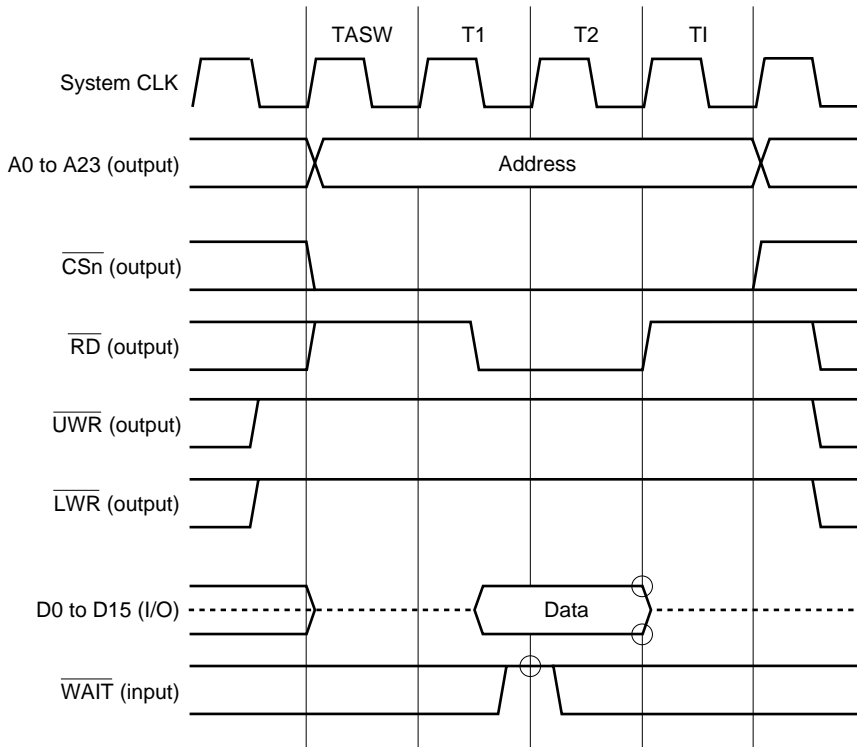 TASW T1 T2 TI
System CLK
A0 to A23 (output) Address
CSn (output)
RD (output)
UWR (output)
LWR (output)
D0 to D15 (I/O) Data
WAIT (input)